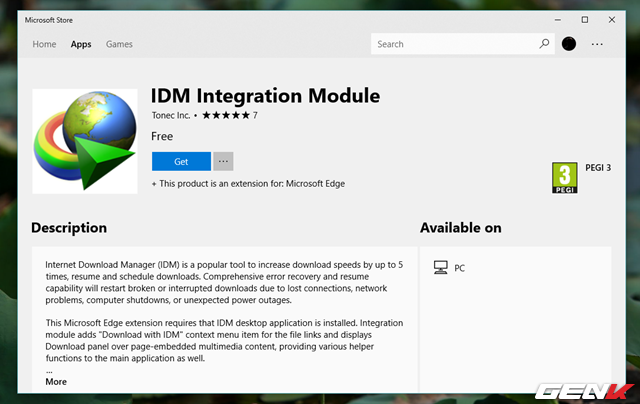 Microsoft Store
Home Apps Games
Search
IDM Integration Module
Tonec Inc. • ★★★★★ 7
Free
Get ...
+ This product is an extension for: Microsoft Edge
3
PEGI
PEGI 3
Description
Internet Download Manager (IDM) is a popular tool to increase download speeds by up to 5
times, resume and schedule downloads. Comprehensive error recovery and resume
capability will restart broken or interrupted downloads due to lost connections, network
problems, computer shutdowns, or unexpected power outages.
This Microsoft Edge extension requires that IDM desktop application is installed. Integration
module adds "Download with IDM" context menu item for the file links and displays
Download panel over page-embedded multimedia content, providing various helper
functions to the main application as well.
...
More
Available on
PC
GENK